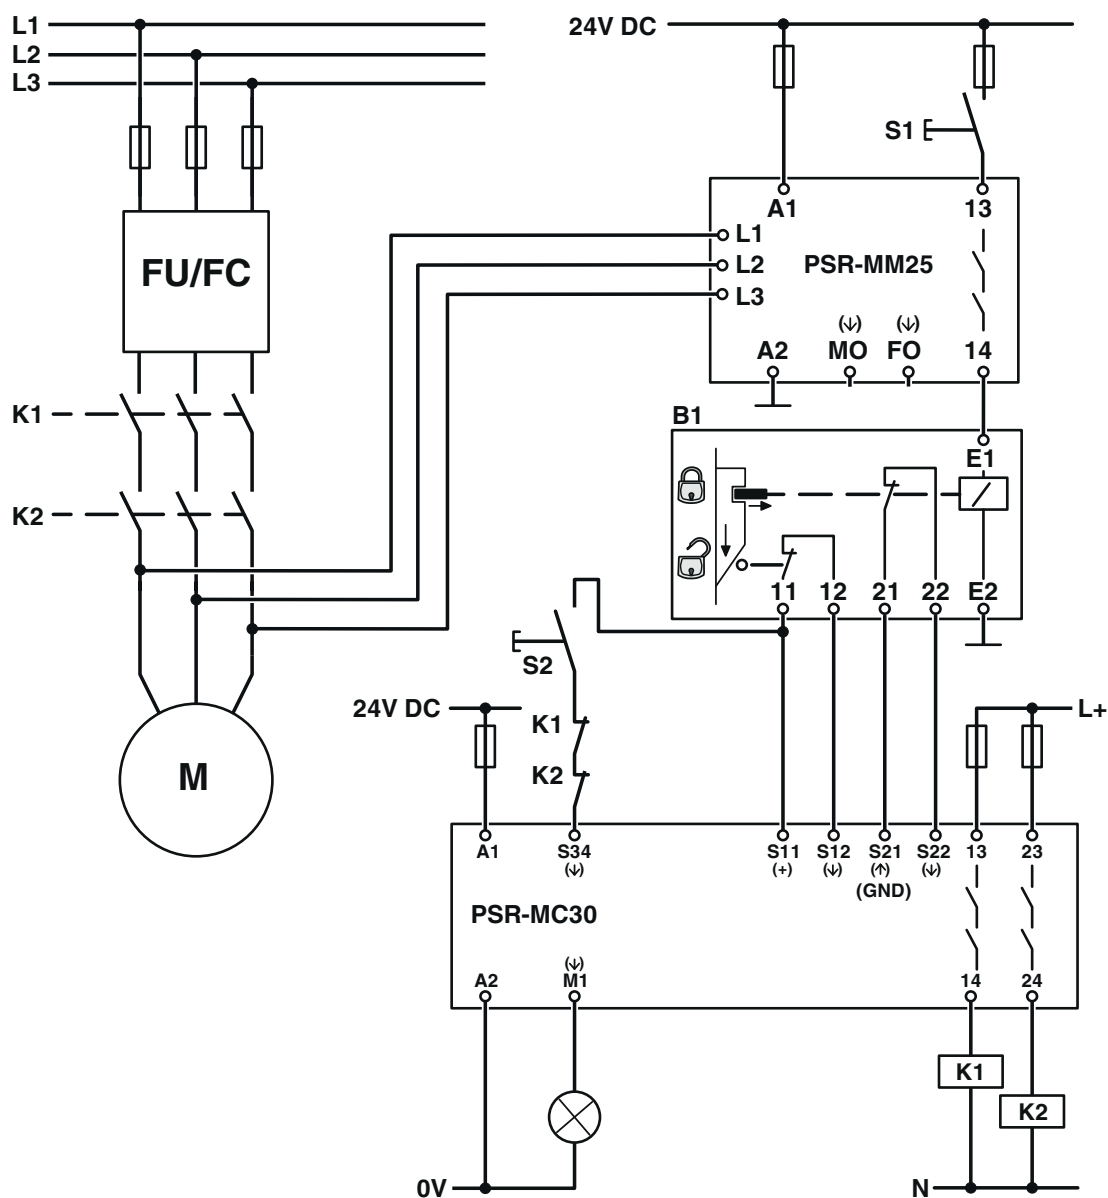 L1
L2
L3
24V DC
S1
A1
13
FU/FC
L1
L2
L3
PSR-MM25
(↓)
(↓)
A2
MO
FO
14
K1
B1
E1
K2
11
12
21
22
E2
S2
24V DC
K1
L+
K2
M
A1
S34
S11
S12
S21
S22
13
23
(↓)
(+)
(↓)
(↑)
(↓)
(GND)
PSR-MC30
(↓)
A2
M1
14
24
K1
K2
0V
N